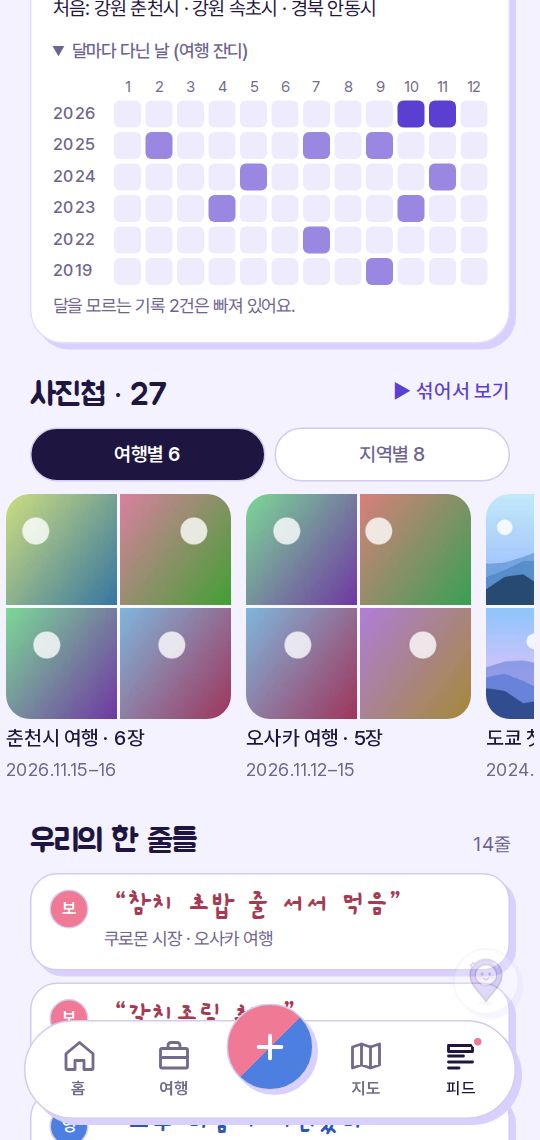 처음: 강원 춘천시 · 강원 속초시 · 경북 안동시
▼ 달마다 다닌 날 (여행 잔디)
1 2 3 4 5 6 7 8 9 10 11 12
2026
2025
2024
2023
2022
2019
달을 모르는 기록 2건은 빠져 있어요.
사진첩 · 27
▶ 섞어서 보기
여행별 6
지역별 8
춘천시 여행 · 6장
2026.11.15–16
오사카 여행 · 5장
2026.11.12–15
도쿄
2024.
우리의 한 줄들
14줄
보
“참치 초밥 줄 서서 먹음”
쿠로몬 시장 · 오사카 여행
보
“갈치조림
홈
여행
+
지도
피드